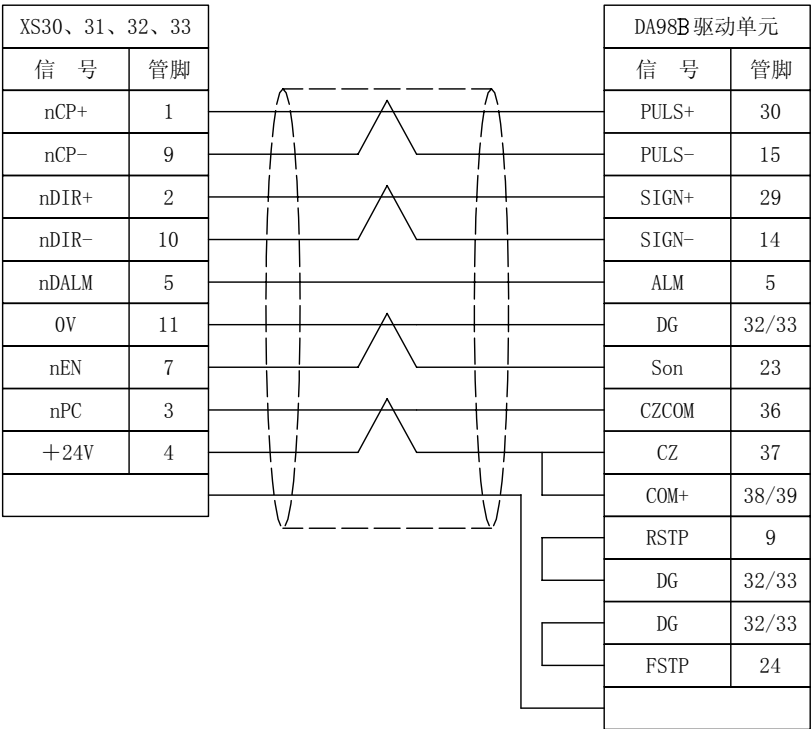 XS30、31、32、33
信 号 管脚
nCP+ 1
nCP- 9
nDIR+ 2
nDIR- 10
nDALM 5
0V 11
nEN 7
nPC 3
+24V 4
DA98B驱动单元
信 号 管脚
PULS+ 30
PULS- 15
SIGN+ 29
SIGN- 14
ALM 5
DG 32/33
Son 23
CZCOM 36
CZ 37
COM+ 38/39
RSTP 9
DG 32/33
DG 32/33
FSTP 24